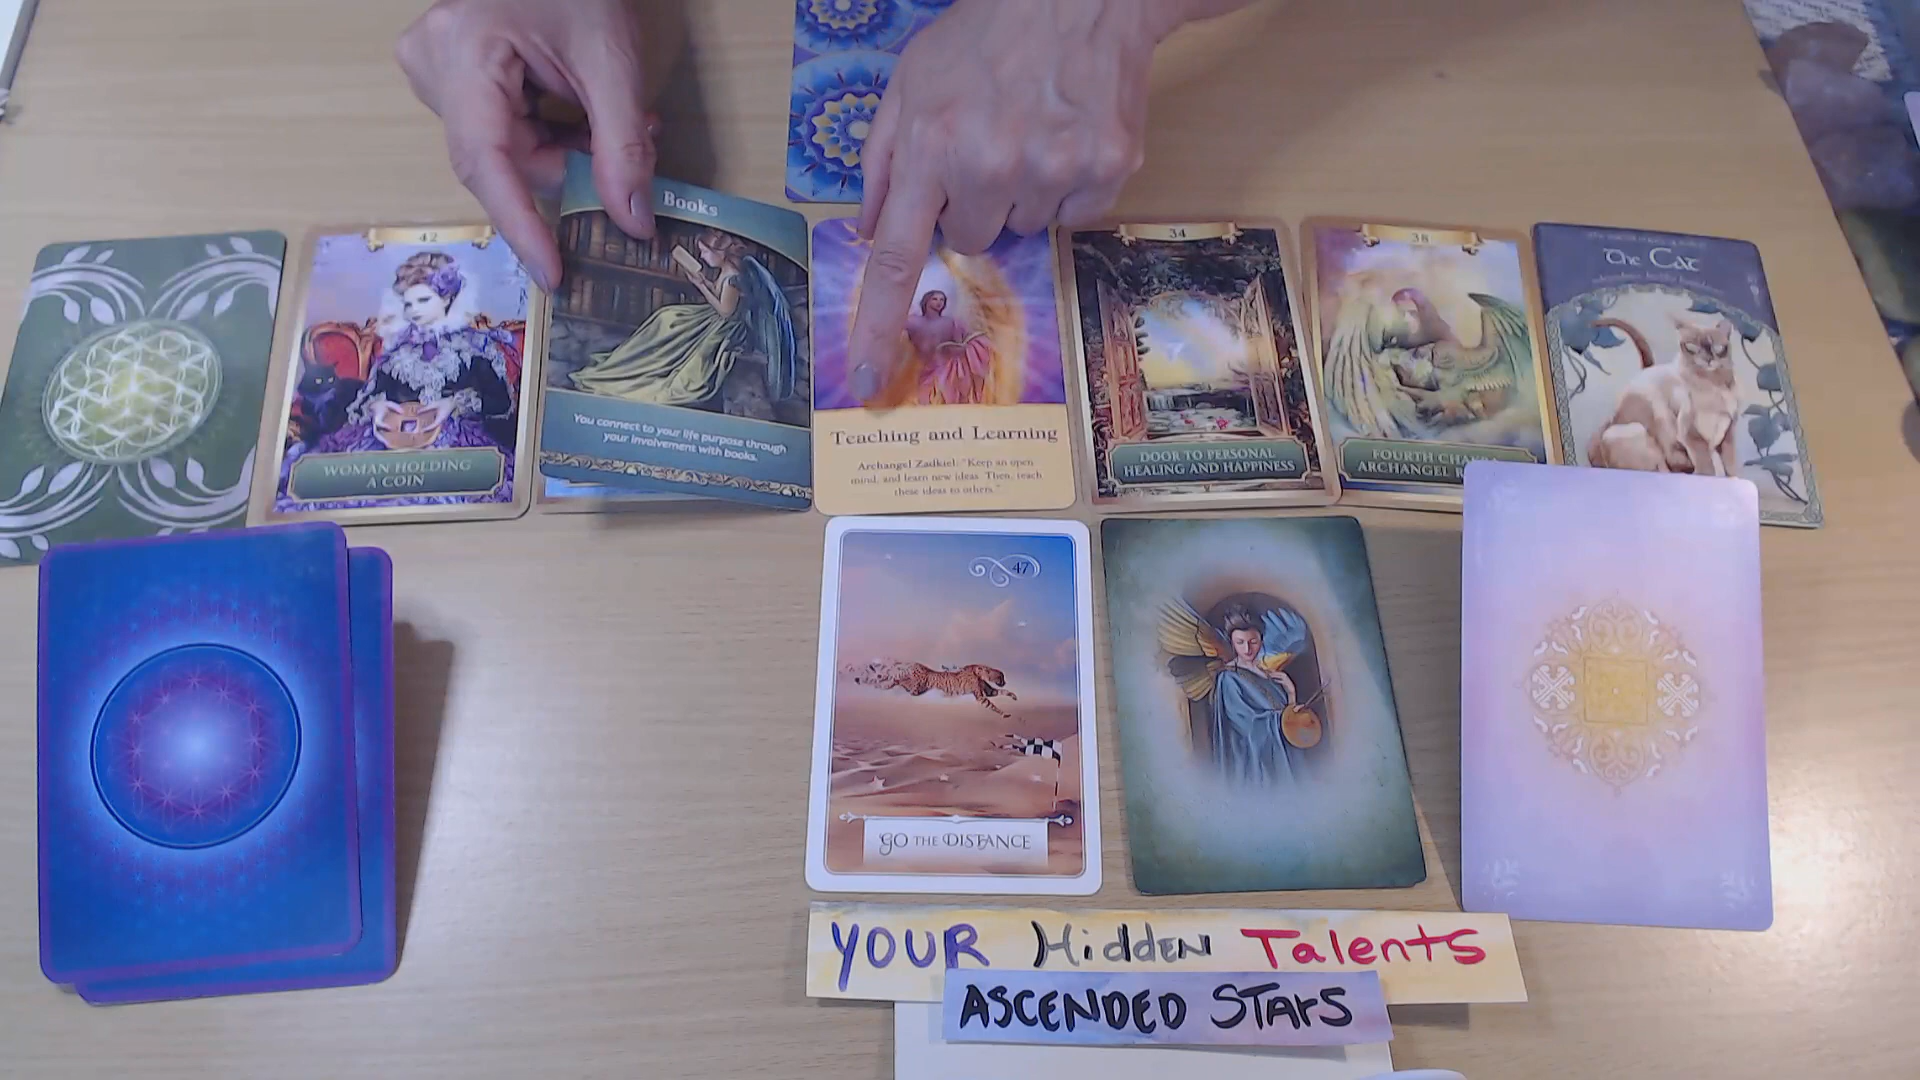 42
WOMAN HOLDING
A COIN
Books
You connect to your life purpose through
your involvement with books.
Teaching and Learning
Archangel Zadkiel: "Keep an open
mind, and learn new ideas. Then, teach
these ideas to others."
34
DOOR TO PERSONAL
HEALING AND HAPPINESS
38
FOURTH
ARCHANGEL
The Cat
47
GO THE DISTANCE
YOUR Hidden Talents
ASCENDED STArS